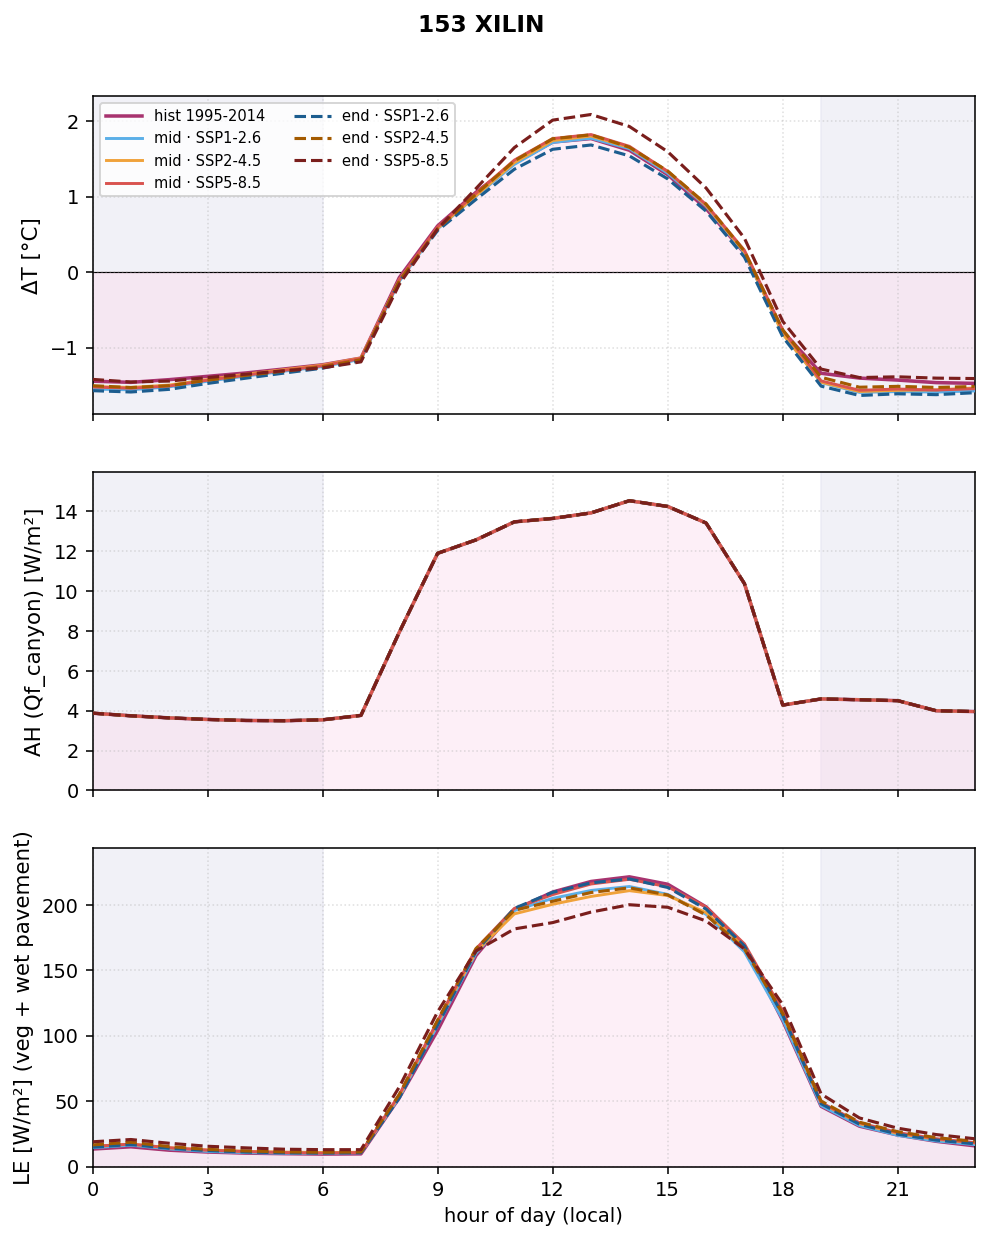 153 XILIN
hist 1995-2014
mid · SSP1-2.6
mid · SSP2-4.5
mid · SSP5-8.5
end · SSP1-2.6
end · SSP2-4.5
end · SSP5-8.5
ΔT [°C]
2
1
0
−1
AH (Qf_canyon) [W/m²]
14
12
10
8
6
4
2
0
LE [W/m²] (veg + wet pavement)
200
150
100
50
0
0 3 6 9 12 15 18 21
hour of day (local)